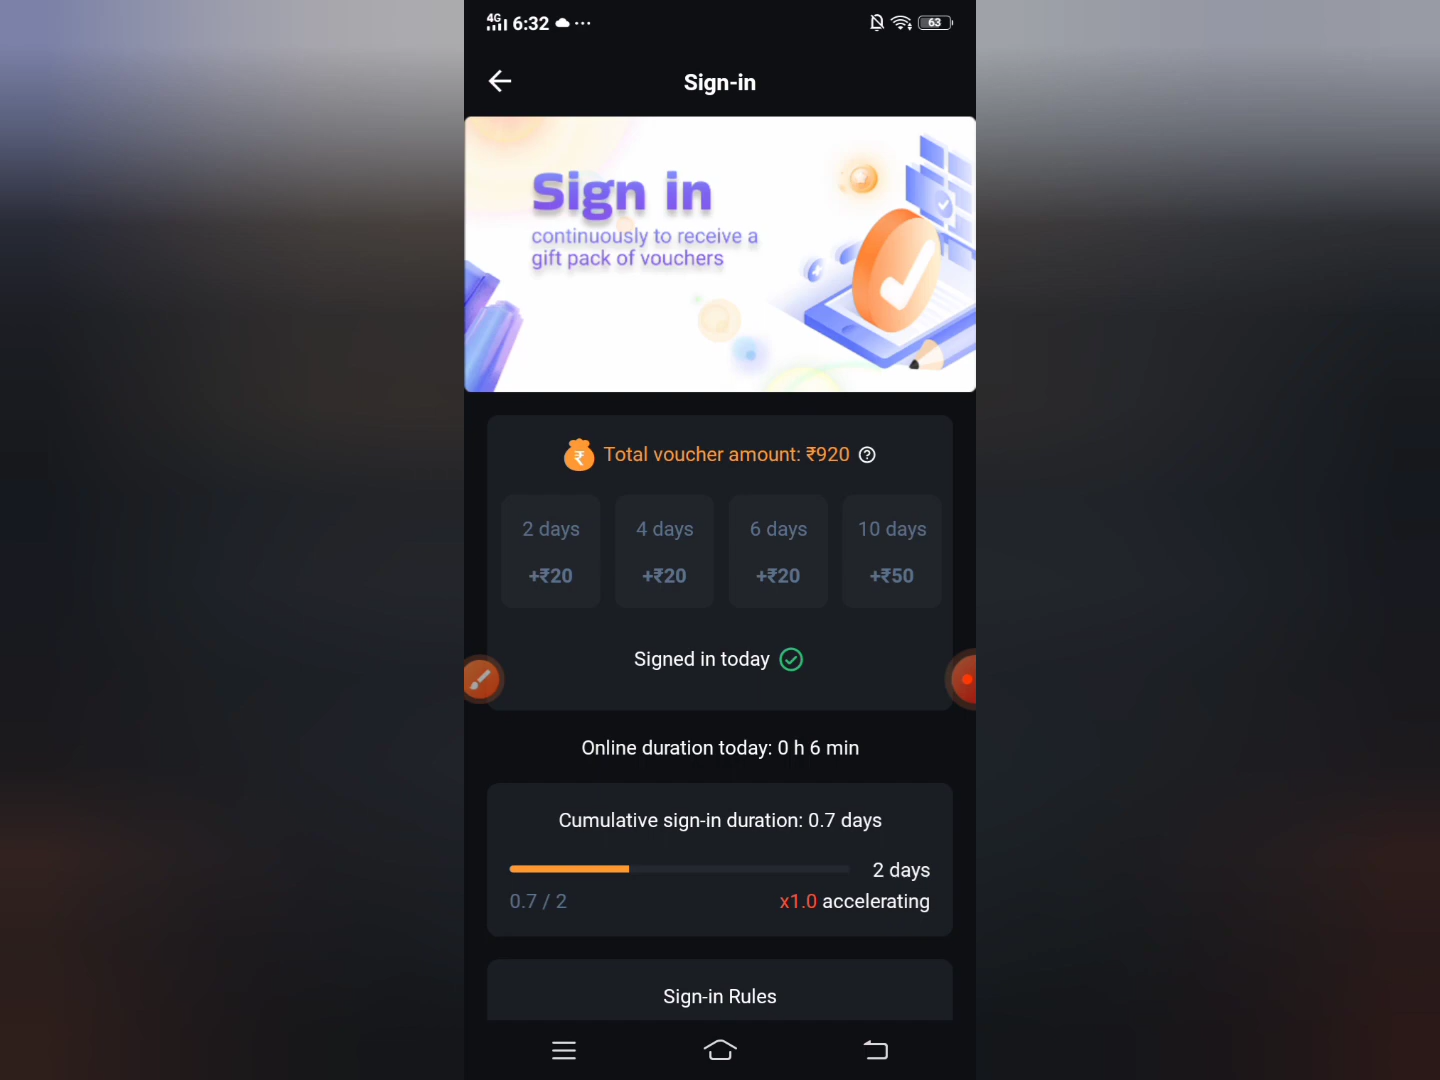 4G 6:32 63
Sign-in
Sign in
continuously to receive a
gift pack of vouchers
₹ Total voucher amount: ₹920 ?
2 days 4 days 6 days 10 days
+₹20 +₹20 +₹20 +₹50
Signed in today
Online duration today: 0 h 6 min
Cumulative sign-in duration: 0.7 days
2 days
0.7 / 2 x1.0 accelerating
Sign-in Rules